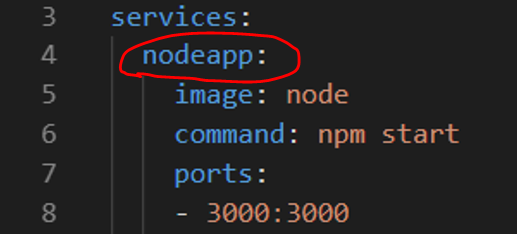 3 services:
4 nodeapp:
5 image: node
6 command: npm start
7 ports:
8 - 3000:3000